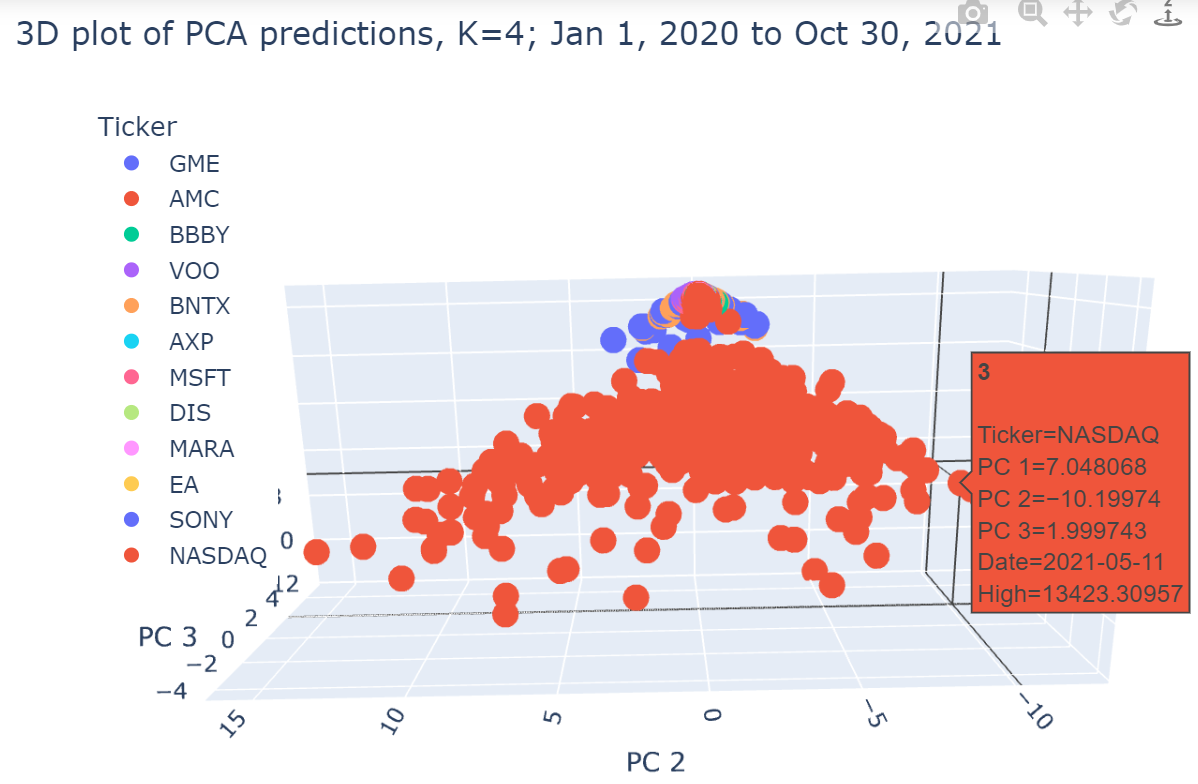 3D plot of PCA predictions, K=4; Jan 1, 2020 to Oct 30, 2021
Ticker
GME
AMC
BBBY
VOO
BNTX
AXP
MSFT
DIS
MARA
EA
SONY
NASDAQ
3
Ticker=NASDAQ
PC 1=7.048068
PC 2=−10.19974
PC 3=1.999743
Date=2021-05-11
High=13423.30957
0
4
2
0
−2
−4
PC 3
15
10
5
0
−5
−10
PC 2